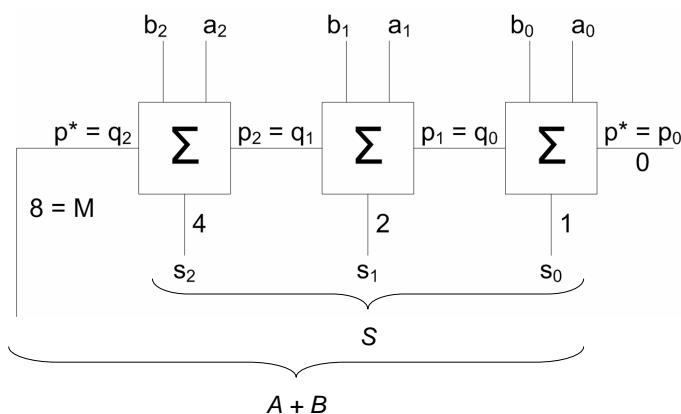 b₂ a₂ b₁ a₁ b₀ a₀
p* = q₂ Σ p₂ = q₁ Σ p₁ = q₀ Σ p* = p₀
0
8 = M 4 2 1
s₂ s₁ s₀
S
A + B